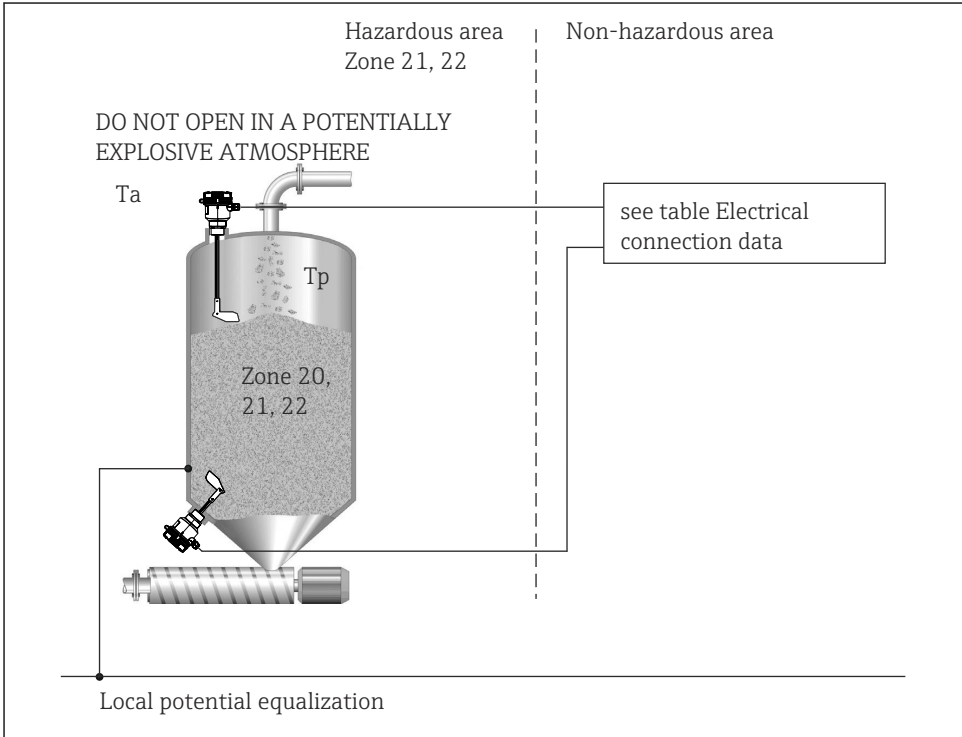 Hazardous area
Zone 21, 22
Non-hazardous area
DO NOT OPEN IN A POTENTIALLY
EXPLOSIVE ATMOSPHERE
Ta
see table Electrical
connection data
Tp
Zone 20,
21, 22
Local potential equalization